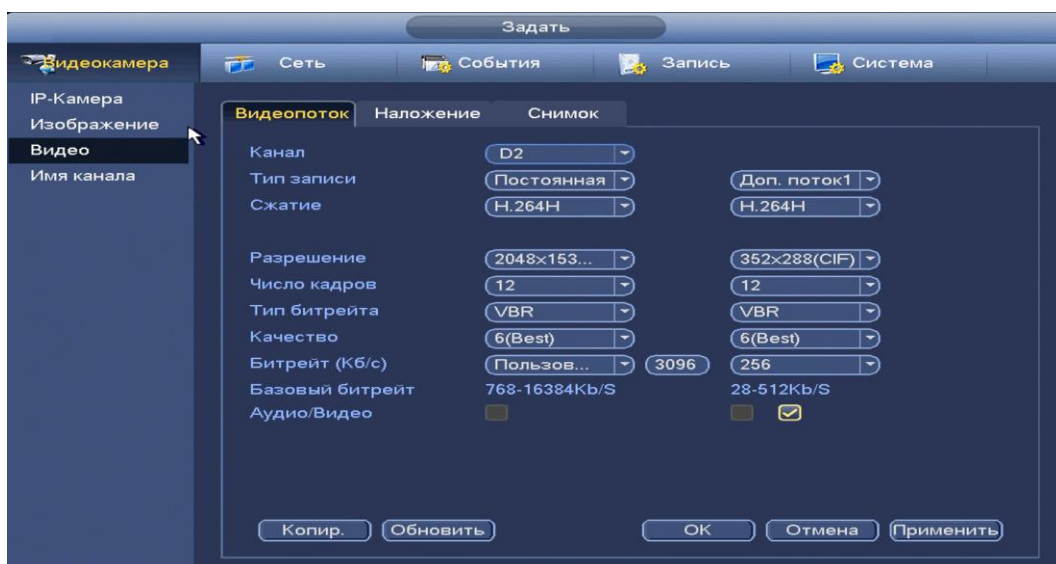 Задать
Видеокамера Сеть События Запись Система
IP-Камера
Изображение
Видео
Имя канала
Видеопоток Наложение Снимок
Канал D2
Тип записи Постоянная Доп. поток1
Сжатие H.264H H.264H
Разрешение 2048x153... 352x288(CIF)
Число кадров 12 12
Тип битрейта VBR VBR
Качество 6(Best) 6(Best)
Битрейт (Кб/с) Пользов... 3096 256
Базовый битрейт 768-16384Kb/S 28-512Kb/S
Аудио/Видео
Копир. Обновить OK Отмена Применить